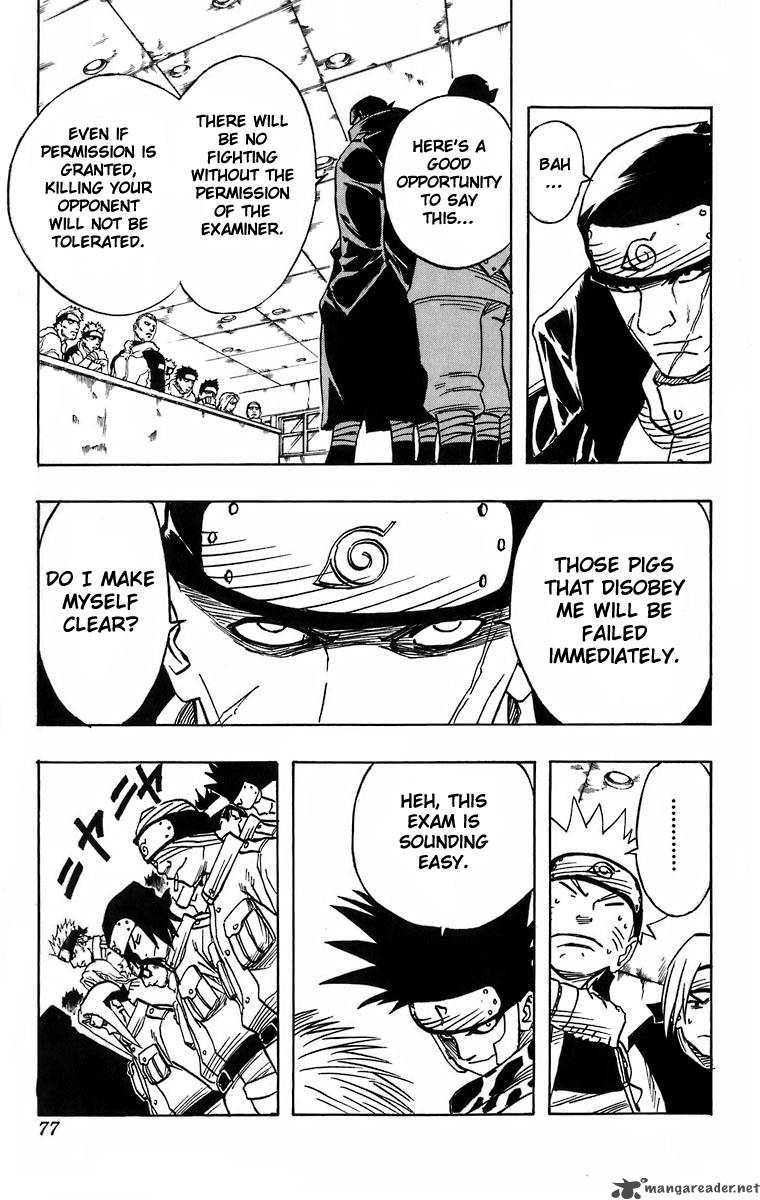 BAH
...
HERE'S A
GOOD
OPPORTUNITY
TO SAY
THIS...
THERE WILL
BE NO
FIGHTING
WITHOUT THE
PERMISSION
OF THE
EXAMINER.
EVEN IF
PERMISSION IS
GRANTED,
KILLING YOUR
OPPONENT
WILL NOT BE
TOLERATED.
THOSE PIGS
THAT DISOBEY
ME WILL BE
FAILED
IMMEDIATELY.
DO I MAKE
MYSELF
CLEAR?
.........
HEH, THIS
EXAM IS
SOUNDING
EASY.
ニヤニヤ
77
mangareader.net